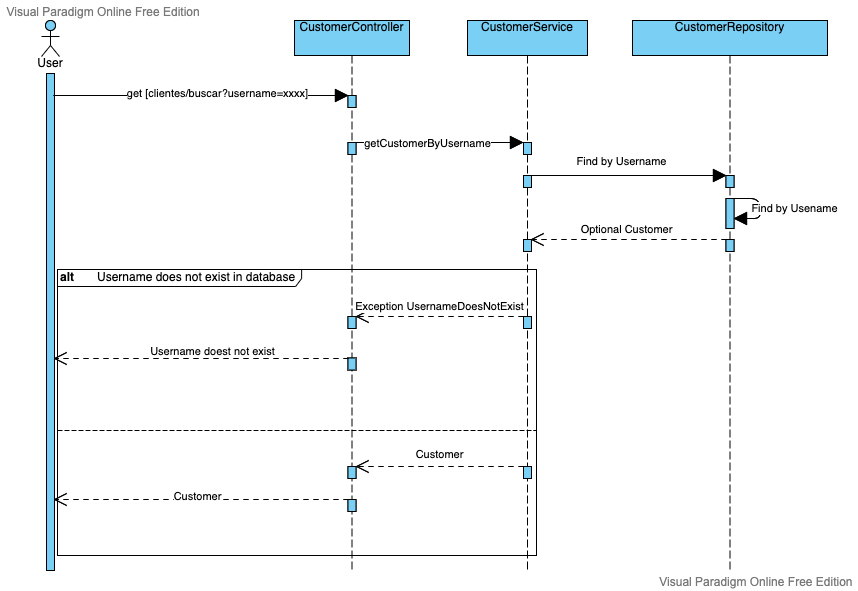 Visual Paradigm Online Free Edition
User
CustomerController
CustomerService
CustomerRepository
get [clientes/buscar?username=xxxx]
getCustomerByUsername
Find by Username
Find by Usename
Optional Customer
alt
Username does not exist in database
Exception UsernameDoesNotExist
Username doest not exist
Customer
Customer
Visual Paradigm Online Free Edition